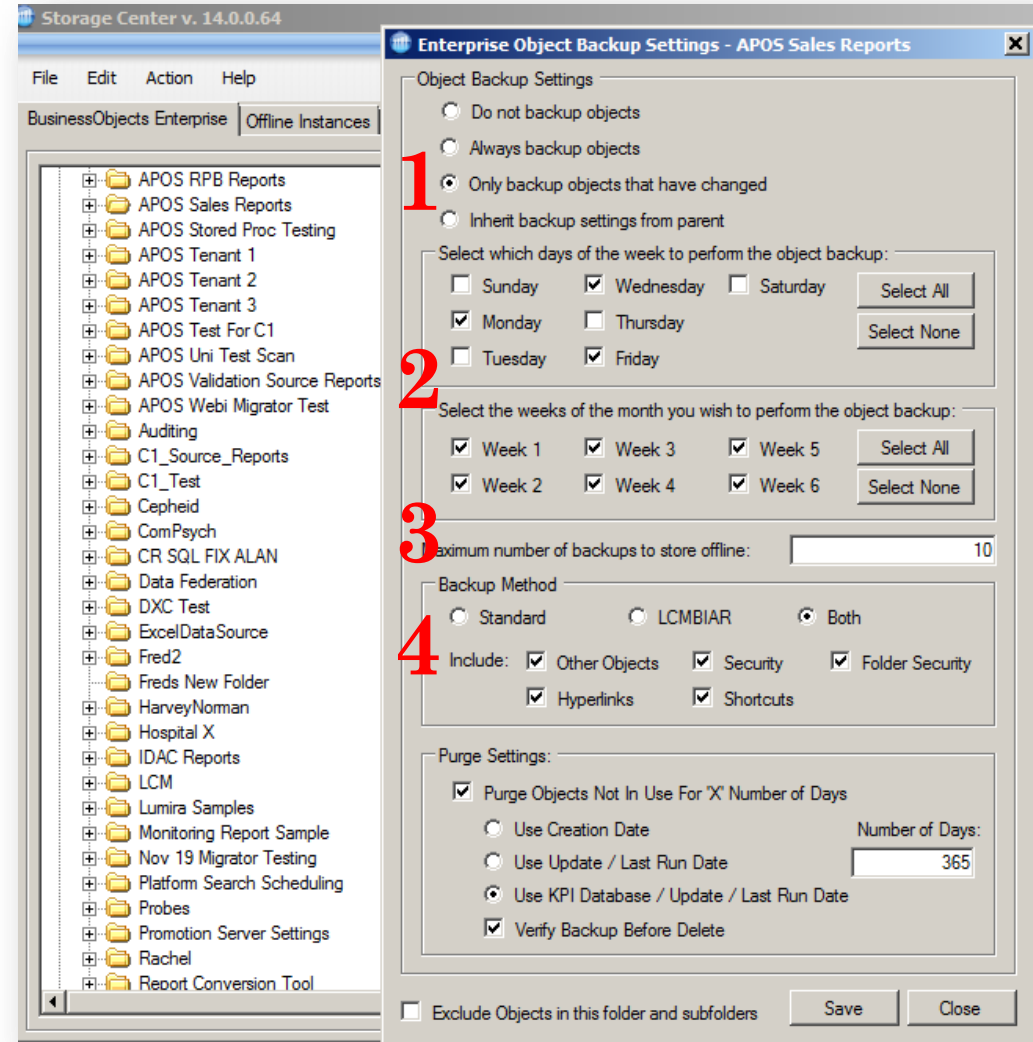 Storage Center v. 14.0.0.64
File Edit Action Help
BusinessObjects Enterprise Offline Instances
APOS RPB Reports
APOS Sales Reports
APOS Stored Proc Testing
APOS Tenant 1
APOS Tenant 2
APOS Tenant 3
APOS Test For C1
APOS Uni Test Scan
APOS Validation Source Reports
APOS Webi Migrator Test
Auditing
C1_Source_Reports
C1_Test
Cepheid
ComPsych
CR SQL FIX ALAN
Data Federation
DXC Test
ExcelDataSource
Fred2
Freds New Folder
HarveyNorman
Hospital X
IDAC Reports
LCM
Lumira Samples
Monitoring Report Sample
Nov 19 Migrator Testing
Platform Search Scheduling
Probes
Promotion Server Settings
Rachel
Report Conversion Tool
Enterprise Object Backup Settings - APOS Sales Reports
Object Backup Settings
Do not backup objects
Always backup objects
1
Only backup objects that have changed
Inherit backup settings from parent
Select which days of the week to perform the object backup:
Sunday Wednesday Saturday Select All
Monday Thursday Select None
Tuesday Friday
2
Select the weeks of the month you wish to perform the object backup:
Week 1 Week 3 Week 5 Select All
Week 2 Week 4 Week 6 Select None
3
Maximum number of backups to store offline: 10
Backup Method
Standard LCMBIAR Both
4
Include: Other Objects Security Folder Security
Hyperlinks Shortcuts
Purge Settings:
Purge Objects Not In Use For 'X' Number of Days
Use Creation Date Number of Days:
Use Update / Last Run Date 365
Use KPI Database / Update / Last Run Date
Verify Backup Before Delete
Exclude Objects in this folder and subfolders Save Close